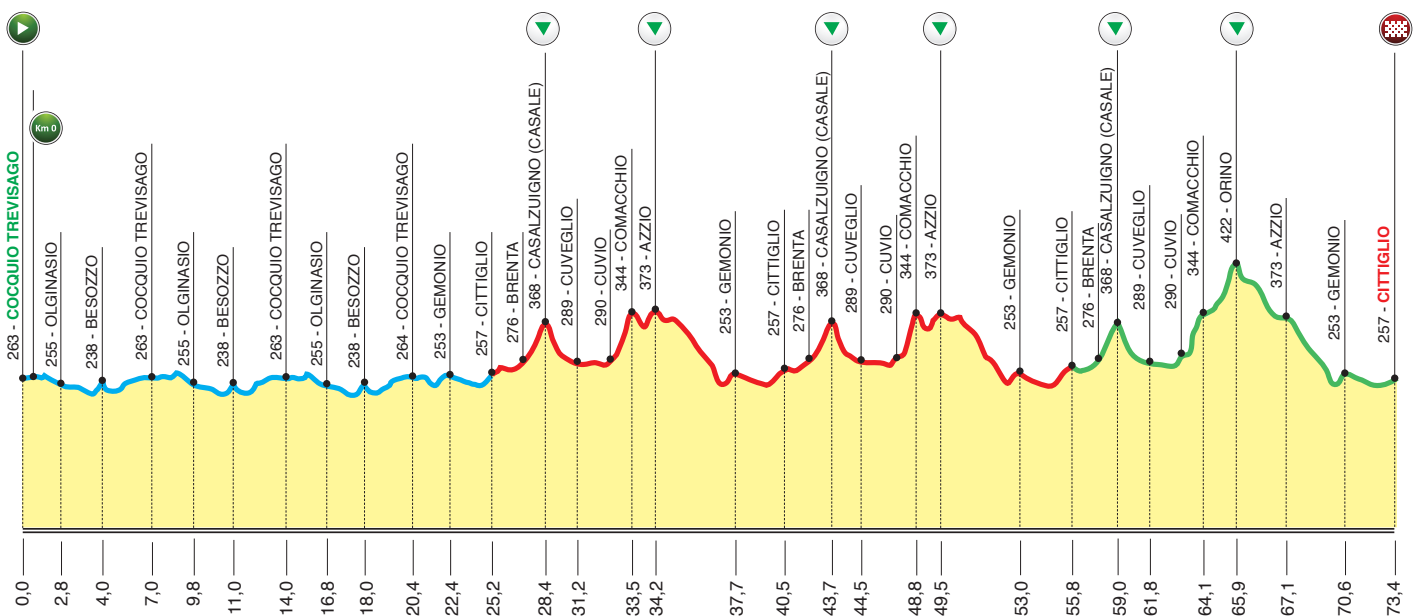 263 - COCQUIO TREVISAGO
Km 0
255 - OLGINASIO
238 - BESOZZO
263 - COCQUIO TREVISAGO
255 - OLGINASIO
238 - BESOZZO
263 - COCQUIO TREVISAGO
255 - OLGINASIO
238 - BESOZZO
264 - COCQUIO TREVISAGO
253 - GEMONIO
257 - CITTIGLIO
276 - BRENTA
368 - CASALZUIGNO (CASALE)
289 - CUVEGLIO
290 - CUVIO
344 - COMACCHIO
373 - AZZIO
253 - GEMONIO
257 - CITTIGLIO
276 - BRENTA
368 - CASALZUIGNO (CASALE)
289 - CUVEGLIO
290 - CUVIO
344 - COMACCHIO
373 - AZZIO
253 - GEMONIO
257 - CITTIGLIO
276 - BRENTA
368 - CASALZUIGNO (CASALE)
289 - CUVEGLIO
290 - CUVIO
344 - COMACCHIO
422 - ORINO
373 - AZZIO
253 - GEMONIO
257 - CITTIGLIO
0,0
2,8
4,0
7,0
9,8
11,0
14,0
16,8
18,0
20,4
22,4
25,2
28,4
31,2
33,5
34,2
37,7
40,5
43,7
44,5
48,8
49,5
53,0
55,8
59,0
61,8
64,1
65,9
67,1
70,6
73,4